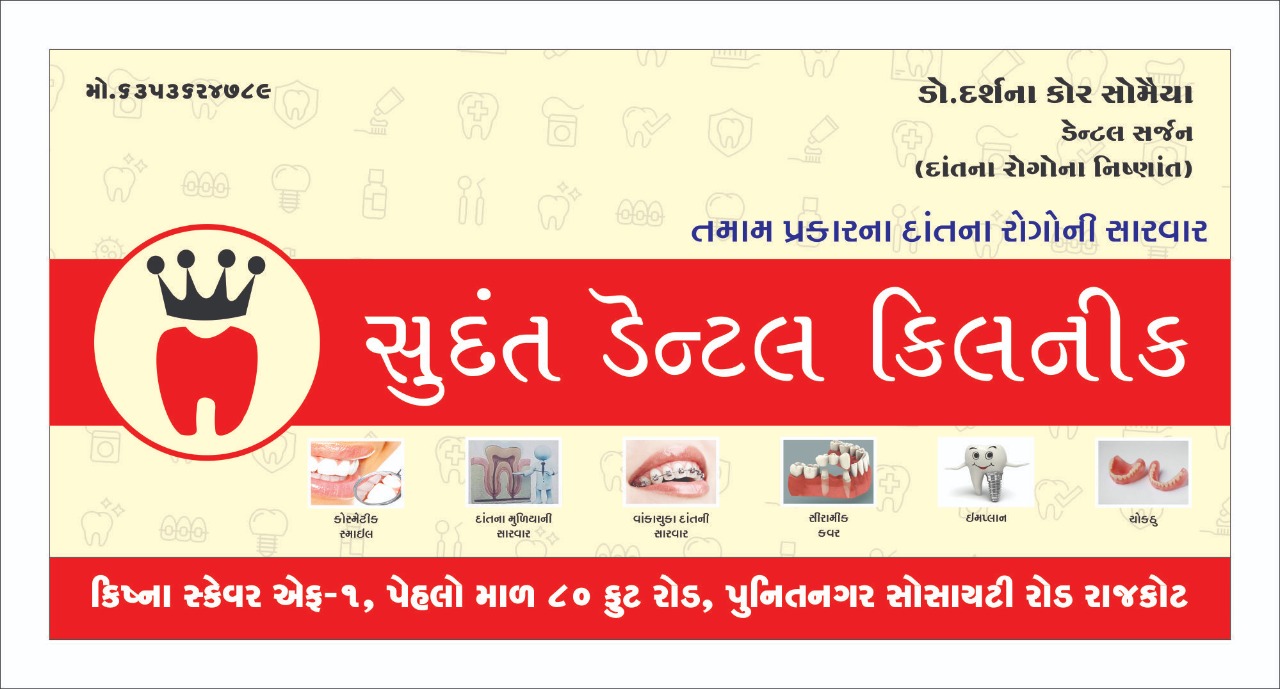 મો.૬૩૫૩૬૨૪૭૮૯
ડો.દર્શના કોર સોમૈયા
ડેન્ટલ સર્જન
(દાંતના રોગોના નિષ્ણાંત)
તમામ પ્રકારના દાંતના રોગોની સારવાર
સુદંત ડેન્ટલ કિલનીક
કોસ્મેટીક
સ્માઈલ
દાંતના મુળિયાની
સારવાર
વાંકાચુકા દાંતની
સારવાર
સીરામીક
કવર
ઈમપ્લાન
ચોકઠુ
કિષ્ના સ્કેવર એફ-૧, પેહલો માળ ૮૦ ફુટ રોડ, પુનિતનગર સોસાયટી રોડ રાજકોટ